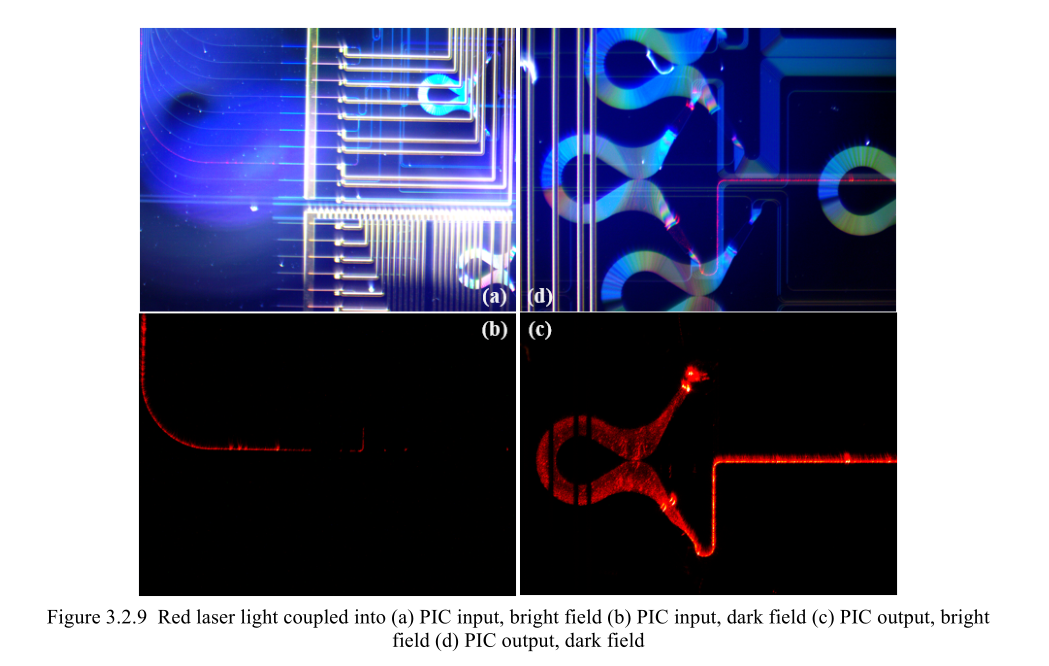 (a)
(d)
(b)
(c)
Figure 3.2.9  Red laser light coupled into (a) PIC input, bright field (b) PIC input, dark field (c) PIC output, bright
field (d) PIC output, dark field